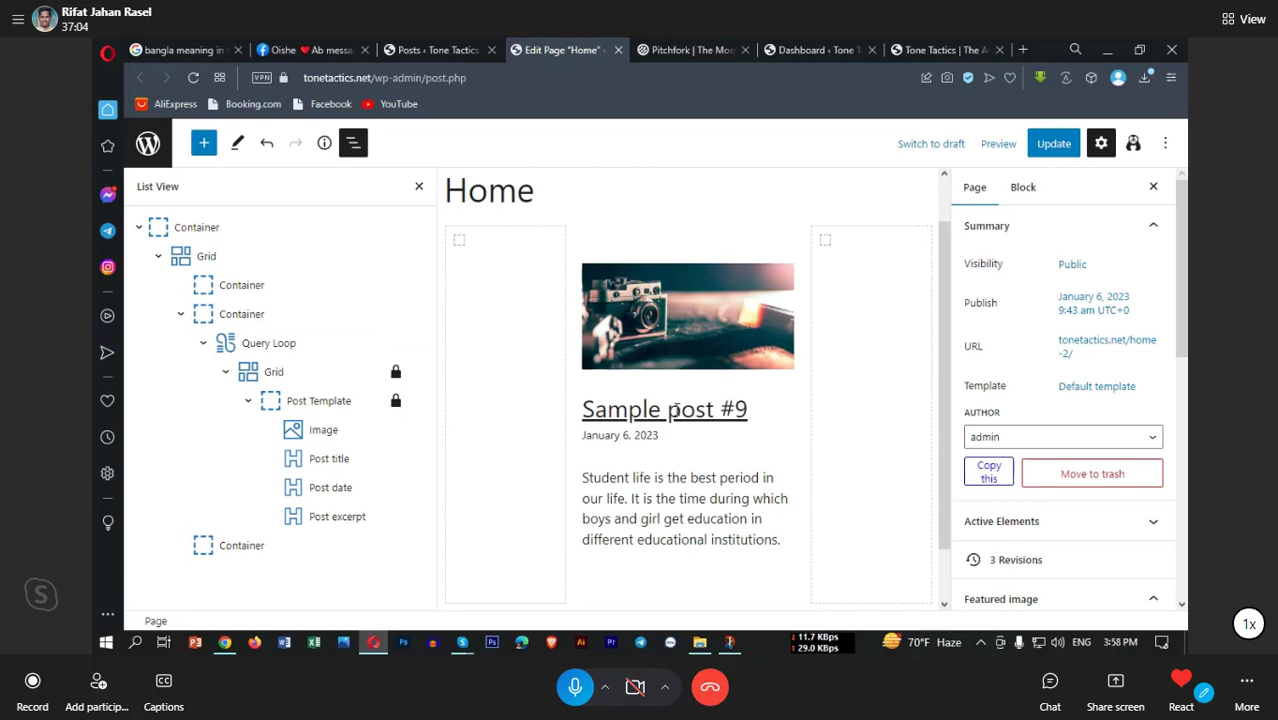 Rifat Jahan Rasel
37:04
View
bangla meaning in
Oishe ❤️ Ab messa
Posts ‹ Tone Tactics
Edit Page "Home" ‹
Pitchfork | The Mos
Dashboard ‹ Tone T
Tone Tactics | The A
VPN
tonetactics.net/wp-admin/post.php
AliExpress
Booking.com
Facebook
YouTube
Switch to draft
Preview
Update
List View
Container
Grid
Container
Container
Query Loop
Grid
Post Template
Image
Post title
Post date
Post excerpt
Container
Home
Sample post #9
January 6, 2023
Student life is the best period in
our life. It is the time during which
boys and girl get education in
different educational institutions.
Page
Block
Summary
Visibility
Public
Publish
January 6, 2023
9:43 am UTC+0
URL
tonetactics.net/home
-2/
Template
Default template
AUTHOR
admin
Copy
this
Move to trash
Active Elements
3 Revisions
Featured image
Page
11.7 KBps
29.0 KBps
70°F Haze
ENG
3:58 PM
1x
Record
Add particip...
Captions
Chat
Share screen
React
More